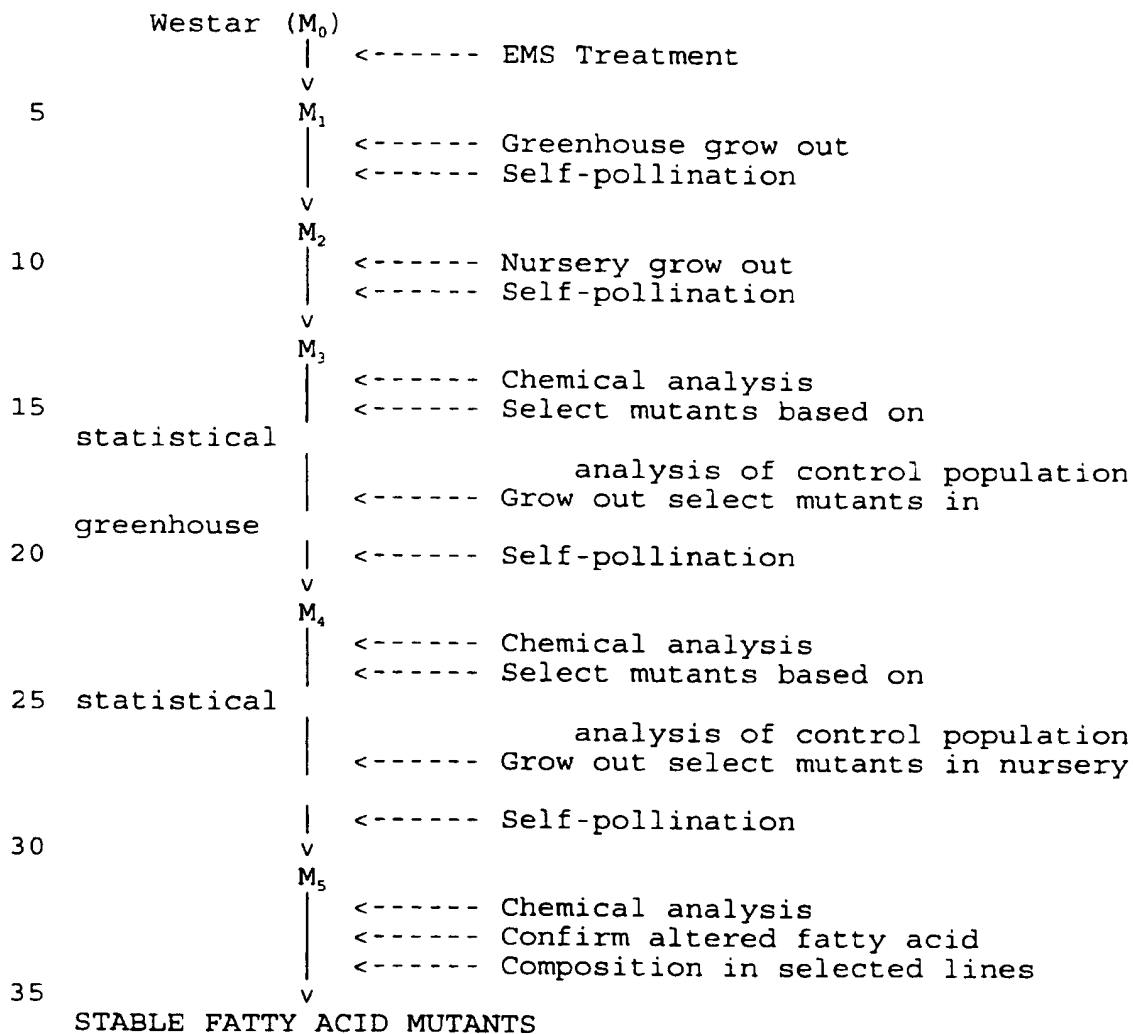 Westar (M₀)
| <------ EMS Treatment
v
5 M₁
<------ Greenhouse grow out
<------ Self-pollination
v
M₂
10 <------ Nursery grow out
<------ Self-pollination
v
M₃
<------ Chemical analysis
15 <------ Select mutants based on
statistical
analysis of control population
<------ Grow out select mutants in
greenhouse
20 | <------ Self-pollination
v
M₄
<------ Chemical analysis
<------ Select mutants based on
25 statistical
analysis of control population
<------ Grow out select mutants in nursery
| <------ Self-pollination
30 v
M₅
<------ Chemical analysis
<------ Confirm altered fatty acid
<------ Composition in selected lines
35 v
STABLE FATTY ACID MUTANTS